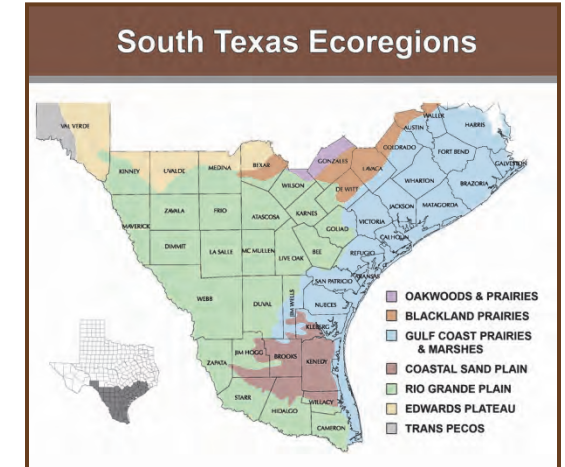 South Texas Ecoregions
VAL VERDE
KINNEY
UVALDE
MEDINA
BEXAR
GONZALES
LAVACA
COLORADO
AUSTIN
WALLER
HARRIS
FORT BEND
GALVESTON
BRAZORIA
WHARTON
MATAGORDA
JACKSON
DE WITT
WILSON
KARNES
VICTORIA
CALHOUN
GOLIAD
REFUGIO
ARANSAS
BEE
MAVERICK
ZAVALA
FRIO
ATASCOSA
DIMMIT
LA SALLE
MC MULLEN
LIVE OAK
SAN PATRICIO
WEBB
DUVAL
JIM WELLS
NUECES
KLEBERG
ZAPATA
JIM HOGG
BROOKS
KENEDY
STARR
HIDALGO
WILLACY
CAMERON
OAKWOODS & PRAIRIES
BLACKLAND PRAIRIES
GULF COAST PRAIRIES
& MARSHES
COASTAL SAND PLAIN
RIO GRANDE PLAIN
EDWARDS PLATEAU
TRANS PECOS